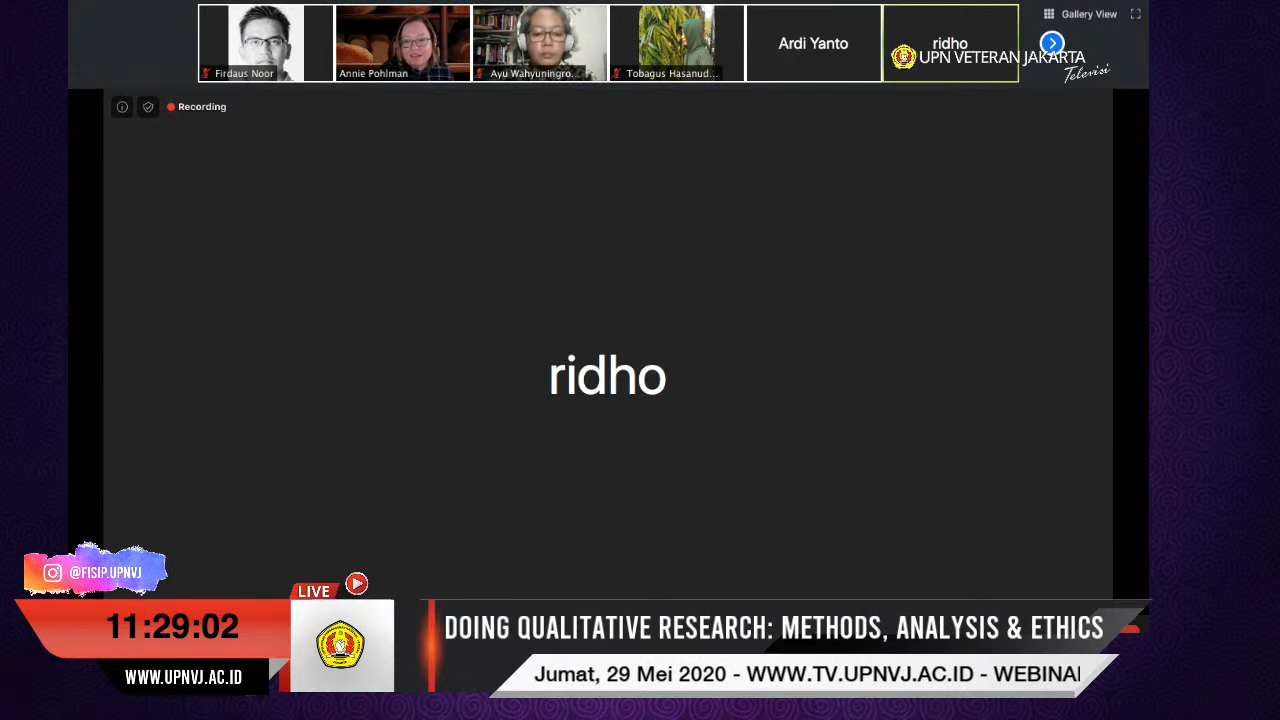 Firdaus Noor
Annie Pohlman
Ayu Wahyuningro...
Tobagus Hasanud...
Ardi Yanto
ridho
Gallery View
UPN VETERAN JAKARTA
Televisi
Recording
ridho
@FISIP.UPNVJ
LIVE
11:29:02
WWW.UPNVJ.AC.ID
DOING QUALITATIVE RESEARCH: METHODS, ANALYSIS & ETHICS
Jumat, 29 Mei 2020 - WWW.TV.UPNVJ.AC.ID - WEBINA